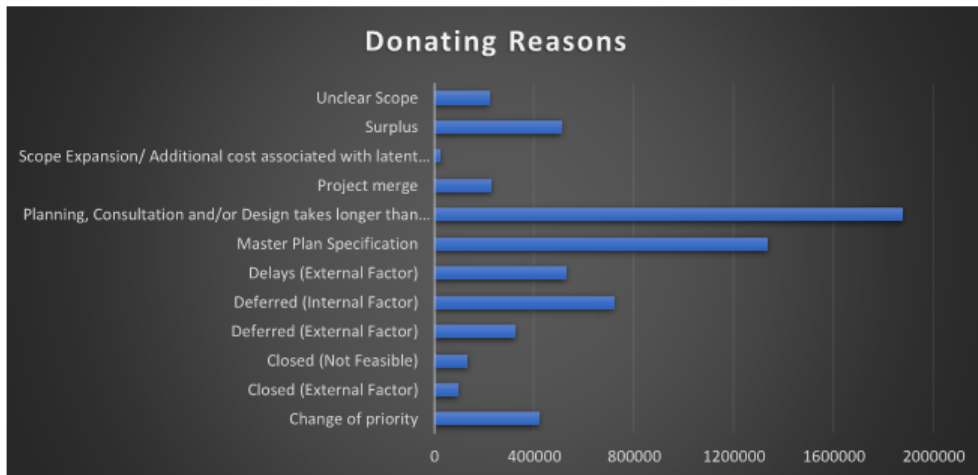 Donating Reasons
Unclear Scope
Surplus
Scope Expansion/ Additional cost associated with latent...
Project merge
Planning, Consultation and/or Design takes longer than...
Master Plan Specification
Delays (External Factor)
Deferred (Internal Factor)
Deferred (External Factor)
Closed (Not Feasible)
Closed (External Factor)
Change of priority
0 400000 800000 1200000 1600000 2000000